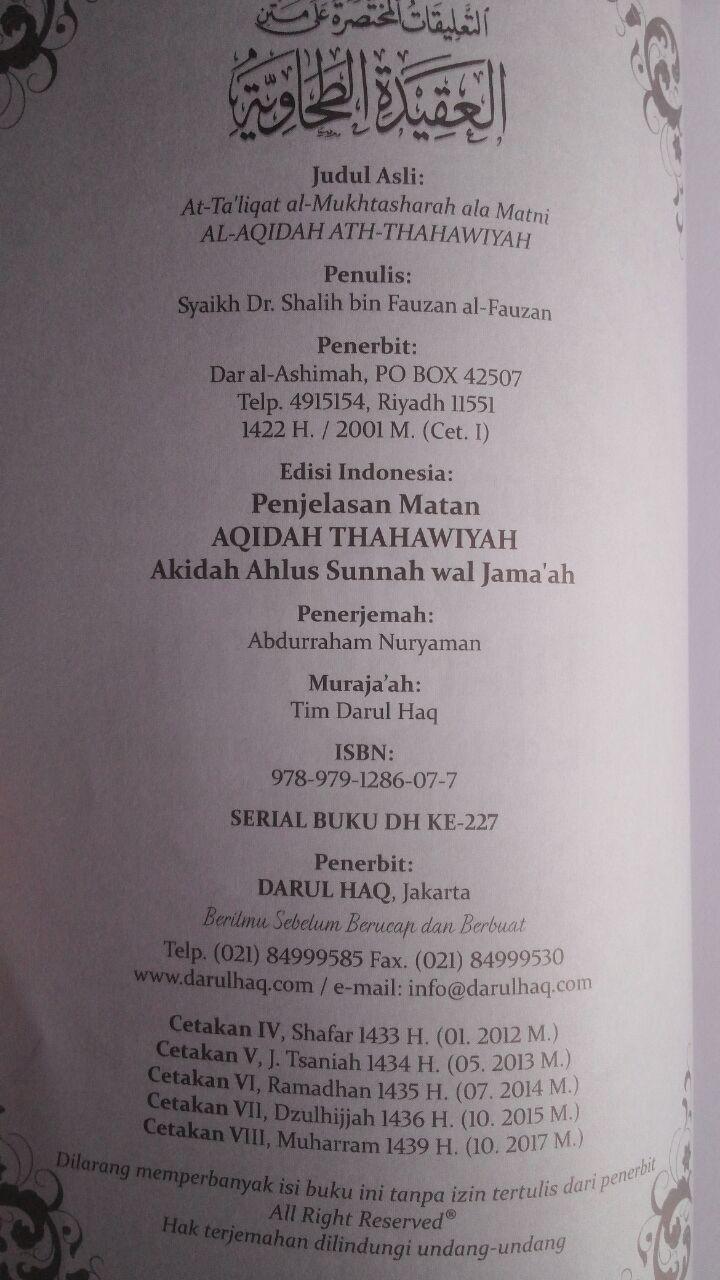 التَّعْلِيقَاتُ الْمُخْتَصَرَةُ عَلَى مَتْنِ
العَقِيْدَةِ الطَّحَاوِيَّةِ
Judul Asli:
At-Ta'liqat al-Mukhtasharah ala Matni
AL-AQIDAH ATH-THAHAWIYAH
Penulis:
Syaikh Dr. Shalih bin Fauzan al-Fauzan
Penerbit:
Dar al-Ashimah, PO BOX 42507
Telp. 4915154, Riyadh 11551
1422 H. / 2001 M. (Cet. I)
Edisi Indonesia:
Penjelasan Matan
AQIDAH THAHAWIYAH
Akidah Ahlus Sunnah wal Jama'ah
Penerjemah:
Abdurraham Nuryaman
Muraja'ah:
Tim Darul Haq
ISBN:
978-979-1286-07-7
SERIAL BUKU DH KE-227
Penerbit:
DARUL HAQ, Jakarta
Berilmu Sebelum Berucap dan Berbuat
Telp. (021) 84999585 Fax. (021) 84999530
www.darulhaq.com / e-mail: info@darulhaq.com
Cetakan IV, Shafar 1433 H. (01. 2012 M.)
Cetakan V, J. Tsaniah 1434 H. (05. 2013 M.)
Cetakan VI, Ramadhan 1435 H. (07. 2014 M.)
Cetakan VII, Dzulhijjah 1436 H. (10. 2015 M.)
Cetakan VIII, Muharram 1439 H. (10. 2017 M.)
Dilarang memperbanyak isi buku ini tanpa izin tertulis dari penerbit
All Right Reserved®
Hak terjemahan dilindungi undang-undang